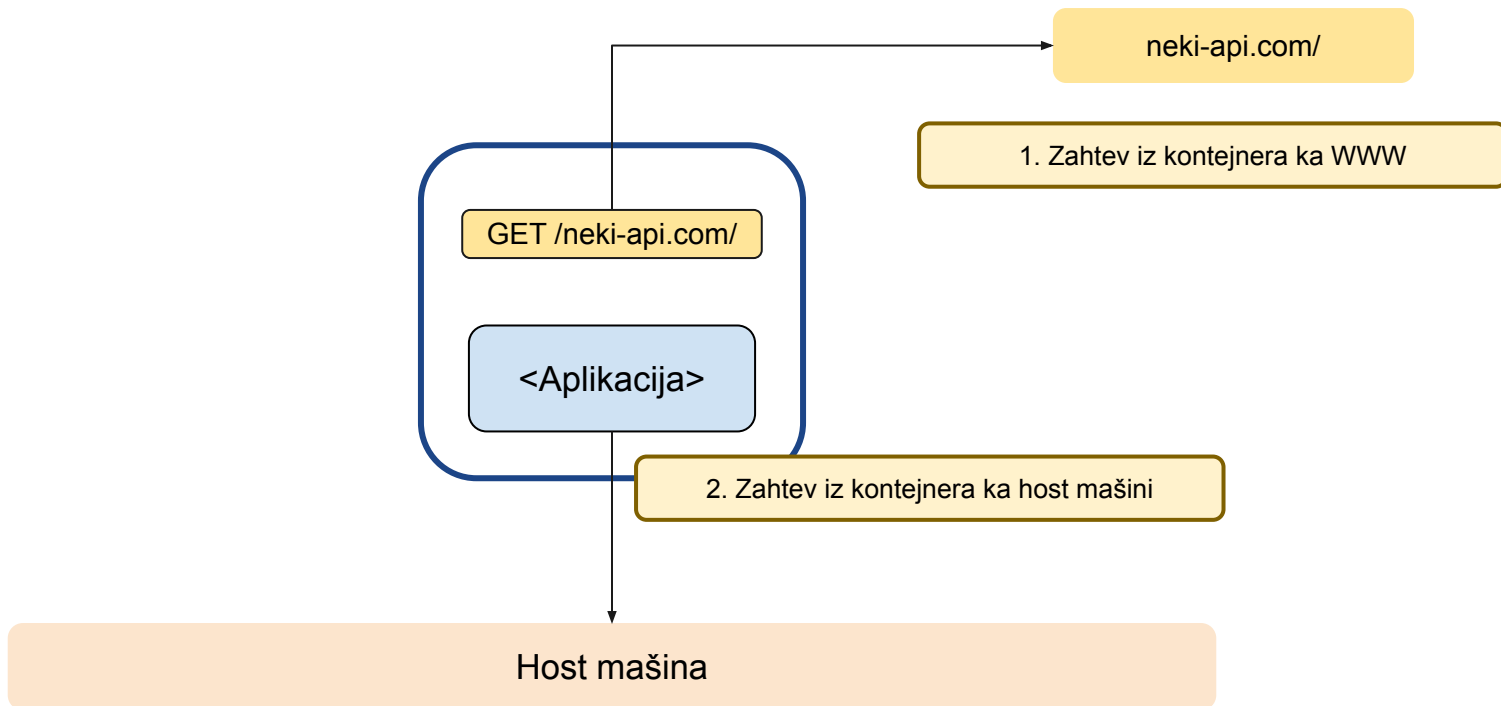 neki-api.com/
1. Zahtev iz kontejnera ka WWW
GET /neki-api.com/
<Aplikacija>
2. Zahtev iz kontejnera ka host mašini
Host mašina